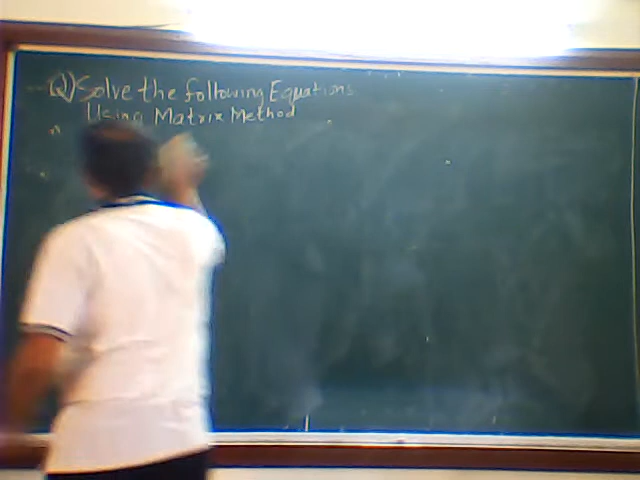 Q) Solve the following Equations
Using Matrix Method